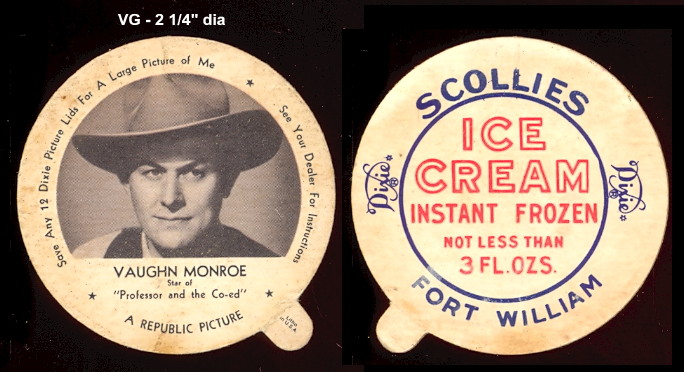 VG - 2 1/4" dia
Save Any 12 Dixie Picture Lids For A Large Picture of Me
See Your Dealer For Instructions
VAUGHN MONROE
Star of
"Professor and the Co-ed"
A REPUBLIC PICTURE
Litho
in U.S.A.
SCOLLIES
ICE
CREAM
Dixie
Dixie
INSTANT FROZEN
NOT LESS THAN
3 FL.OZS.
FORT WILLIAM